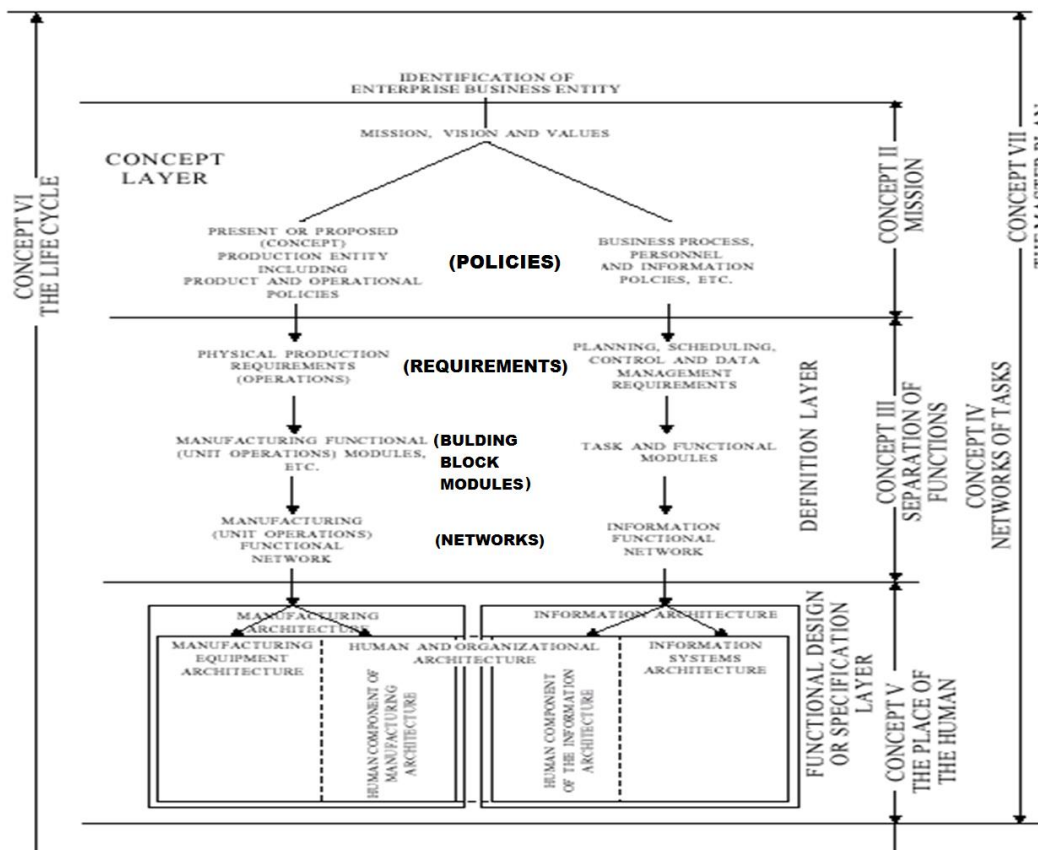 IDENTIFICATION OF
ENTERPRISE BUSINESS ENTITY
MISSION, VISION AND VALUES
CONCEPT
LAYER
PRESENT OR PROPOSED
(CONCEPT)
PRODUCTION ENTITY
INCLUDING
PRODUCT AND OPERATIONAL
POLICIES
(POLICIES)
BUSINESS PROCESS,
PERSONNEL
AND INFORMATION
POLCIES, ETC.
PHYSICAL PRODUCTION
REQUIREMENTS
(OPERATIONS)
(REQUIREMENTS)
PLANNING, SCHEDULING,
CONTROL AND DATA
MANAGEMENT
REQUIREMENTS
MANUFACTURING FUNCTIONAL
(UNIT OPERATIONS) MODULES,
ETC.
(BULDING
BLOCK
MODULES)
TASK AND FUNCTIONAL
MODULES
MANUFACTURING
(UNIT OPERATIONS)
FUNCTIONAL
NETWORK
(NETWORKS)
INFORMATION
FUNCTIONAL
NETWORK
MANUFACTURING
ARCHITECTURE
INFORMATION ARCHITECTURE
MANUFACTURING
EQUIPMENT
ARCHITECTURE
HUMAN AND ORGANIZATIONAL
ARCHITECTURE
INFORMATION
SYSTEMS
ARCHITECTURE
HUMAN COMPONENT OF
MANUFACTURING
ARCHITECTURE
HUMAN COMPONENT
OF THE INFORMATION
ARCHITECTURE
CONCEPT VI
THE LIFE CYCLE
DEFINITION LAYER
FUNCTIONAL DESIGN
OR SPECIFICATION
LAYER
CONCEPT II
MISSION
CONCEPT III
SEPARATION OF
FUNCTIONS
CONCEPT V
THE PLACE OF
THE HUMAN
CONCEPT IV
NETWORKS OF TASKS
CONCEPT VII
THE MASTER PLAN